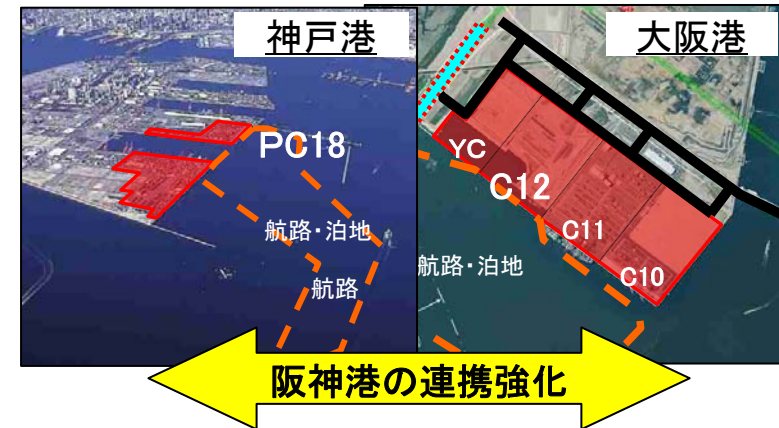 神戸港
大阪港
PC18
航路・泊地
航路
YC
C12
C11
C10
航路・泊地
阪神港の連携強化